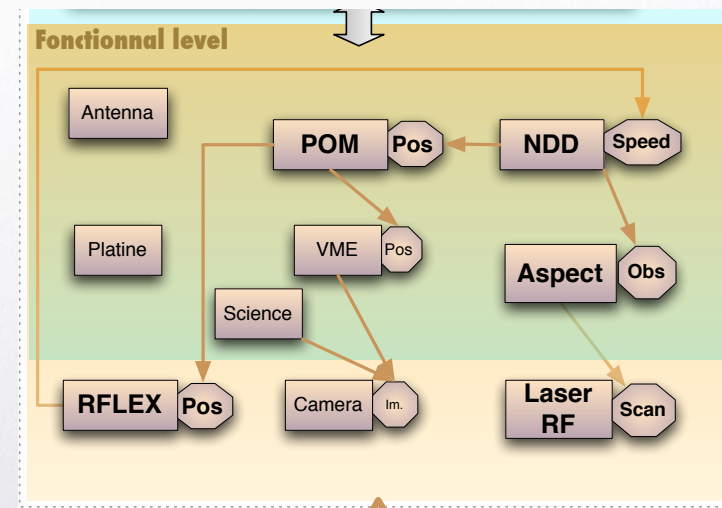 Fonctionnal level
Antenna
POM
Pos
NDD
Speed
Platine
VME
Pos
Aspect
Obs
Science
RFLEX
Pos
Camera
Im.
Laser
RF
Scan